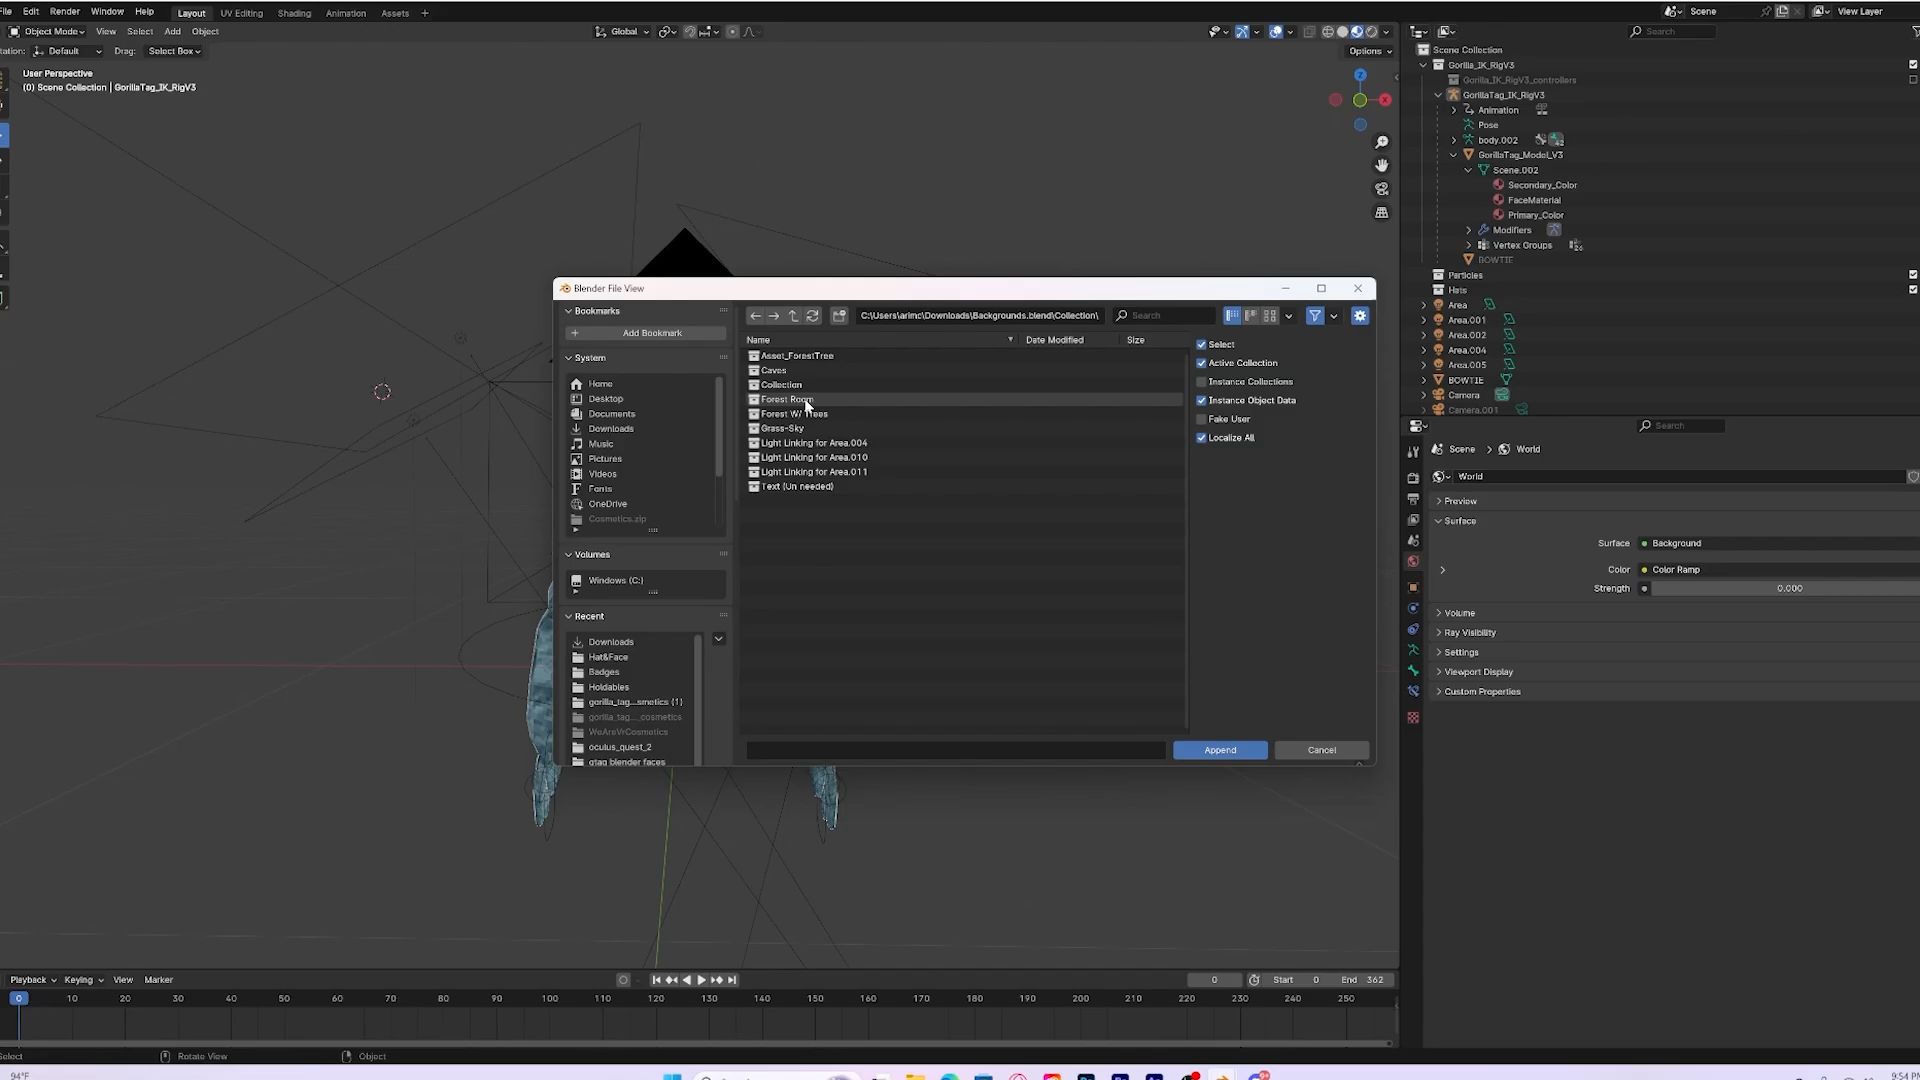 File Edit Render Window Help Layout UV Editing Shading Animation Assets + Scene View Layer
Object Mode View Select Add Object Global Search
Default Drag: Select Box Options
User Perspective
(0) Scene Collection | GorillaTag_IK_RigV3
Scene Collection
Gorilla_IK_RigV3
Gorilla_IK_RigV3_controllers
GorillaTag_IK_RigV3
Animation
Pose
body.002
GorillaTag_Model_V3
Scene.002
Secondary_Color
FaceMaterial
Primary_Color
Modifiers
Vertex Groups
BOWTIE
Particles
Hats
Area
Area.001
Area.002
Area.004
Area.005
BOWTIE
Camera
Camera.001
Z
X
Blender File View
Bookmarks
+ Add Bookmark
System
Home
Desktop
Documents
Downloads
Music
Pictures
Videos
Fonts
OneDrive
Cosmetics.zip
Volumes
Windows (C:)
Recent
Downloads
Hat&Face
Badges
Holdables
gorilla_tag...smetics (1)
gorilla_tag..._cosmetics
WeAreVrCosmetics
oculus_quest_2
gtag blender faces
C:\Users\arimc\Downloads\Backgrounds.blend\Collection\ Search
Name Date Modified Size
Asset_ForestTree
Caves
Collection
Forest Room
Forest W/ Trees
Grass-Sky
Light Linking for Area.004
Light Linking for Area.010
Light Linking for Area.011
Text (Un needed)
Select
Active Collection
Instance Collections
Instance Object Data
Fake User
Localize All
Append Cancel
Search
Scene > World
World
Preview
Surface
Surface Background
Color Color Ramp
Strength 0.000
Volume
Ray Visibility
Settings
Viewport Display
Custom Properties
Playback Keying View Marker 0 Start 0 End 362
0 10 20 30 40 50 60 70 80 90 100 110 120 130 140 150 160 170 180 190 200 210 220 230 240 250
Select Rotate View Object
94°F 9:54 PM